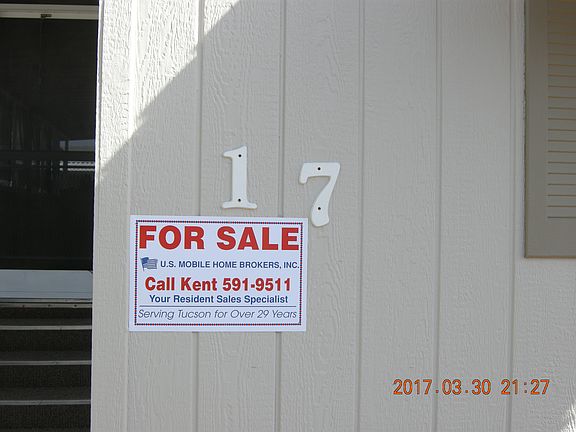 17
FOR SALE
U.S. MOBILE HOME BROKERS, INC.
Call Kent 591-9511
Your Resident Sales Specialist
Serving Tucson for Over 29 Years
2017.03.30 21:27